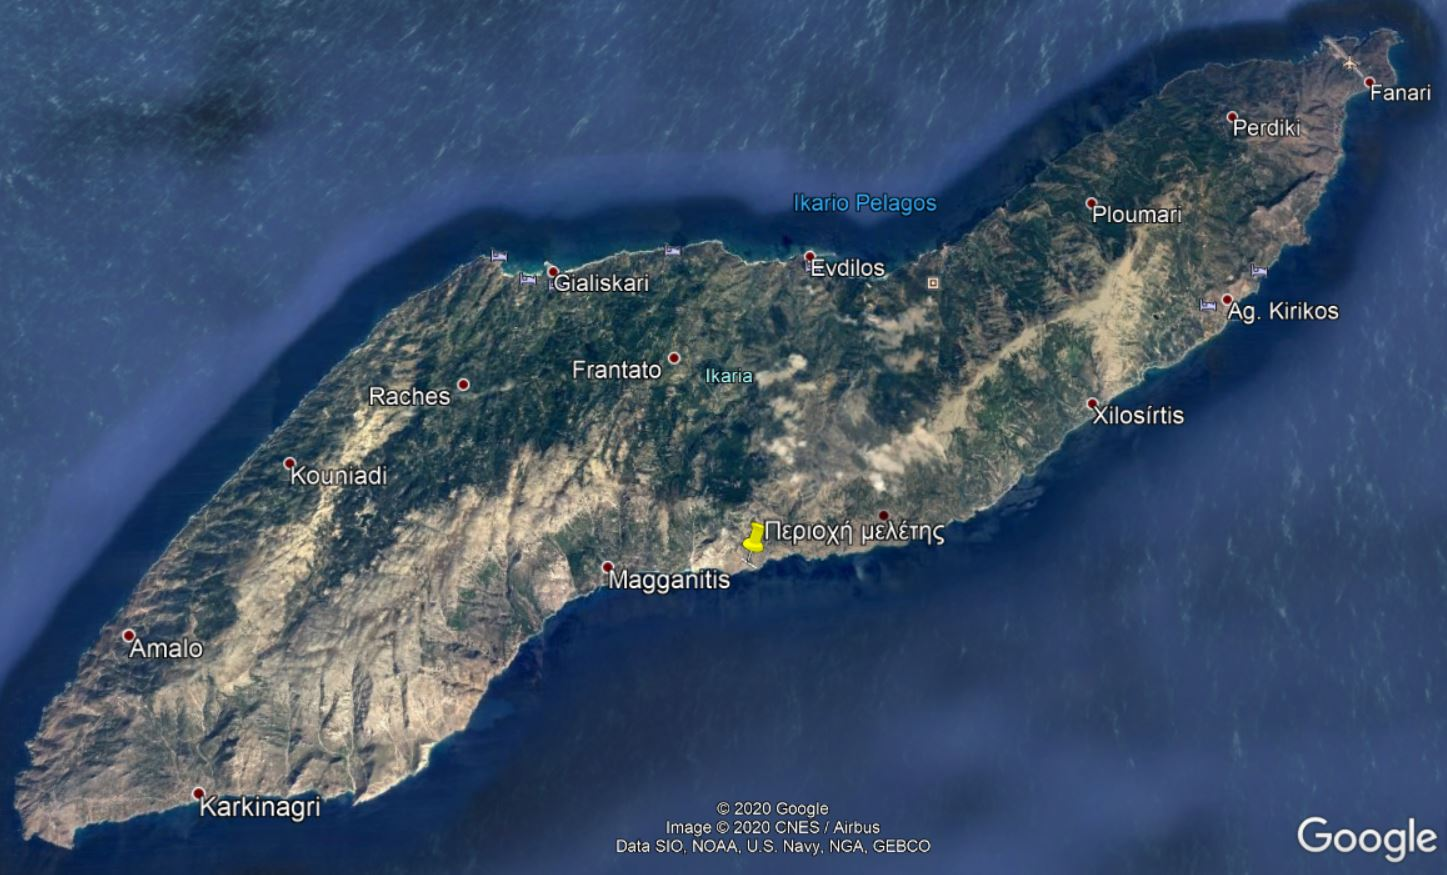 Fanari
Perdiki
Ikario Pelagos
Ploumari
Evdilos
Gialiskari
Ag. Kirikos
Frantato
Ikaria
Raches
Xilosírtis
Kouniadi
Περιοχή μελέτης
Magganitis
Amalo
Karkinagri
© 2020 Google
Image © 2020 CNES / Airbus
Data SIO, NOAA, U.S. Navy, NGA, GEBCO
Google